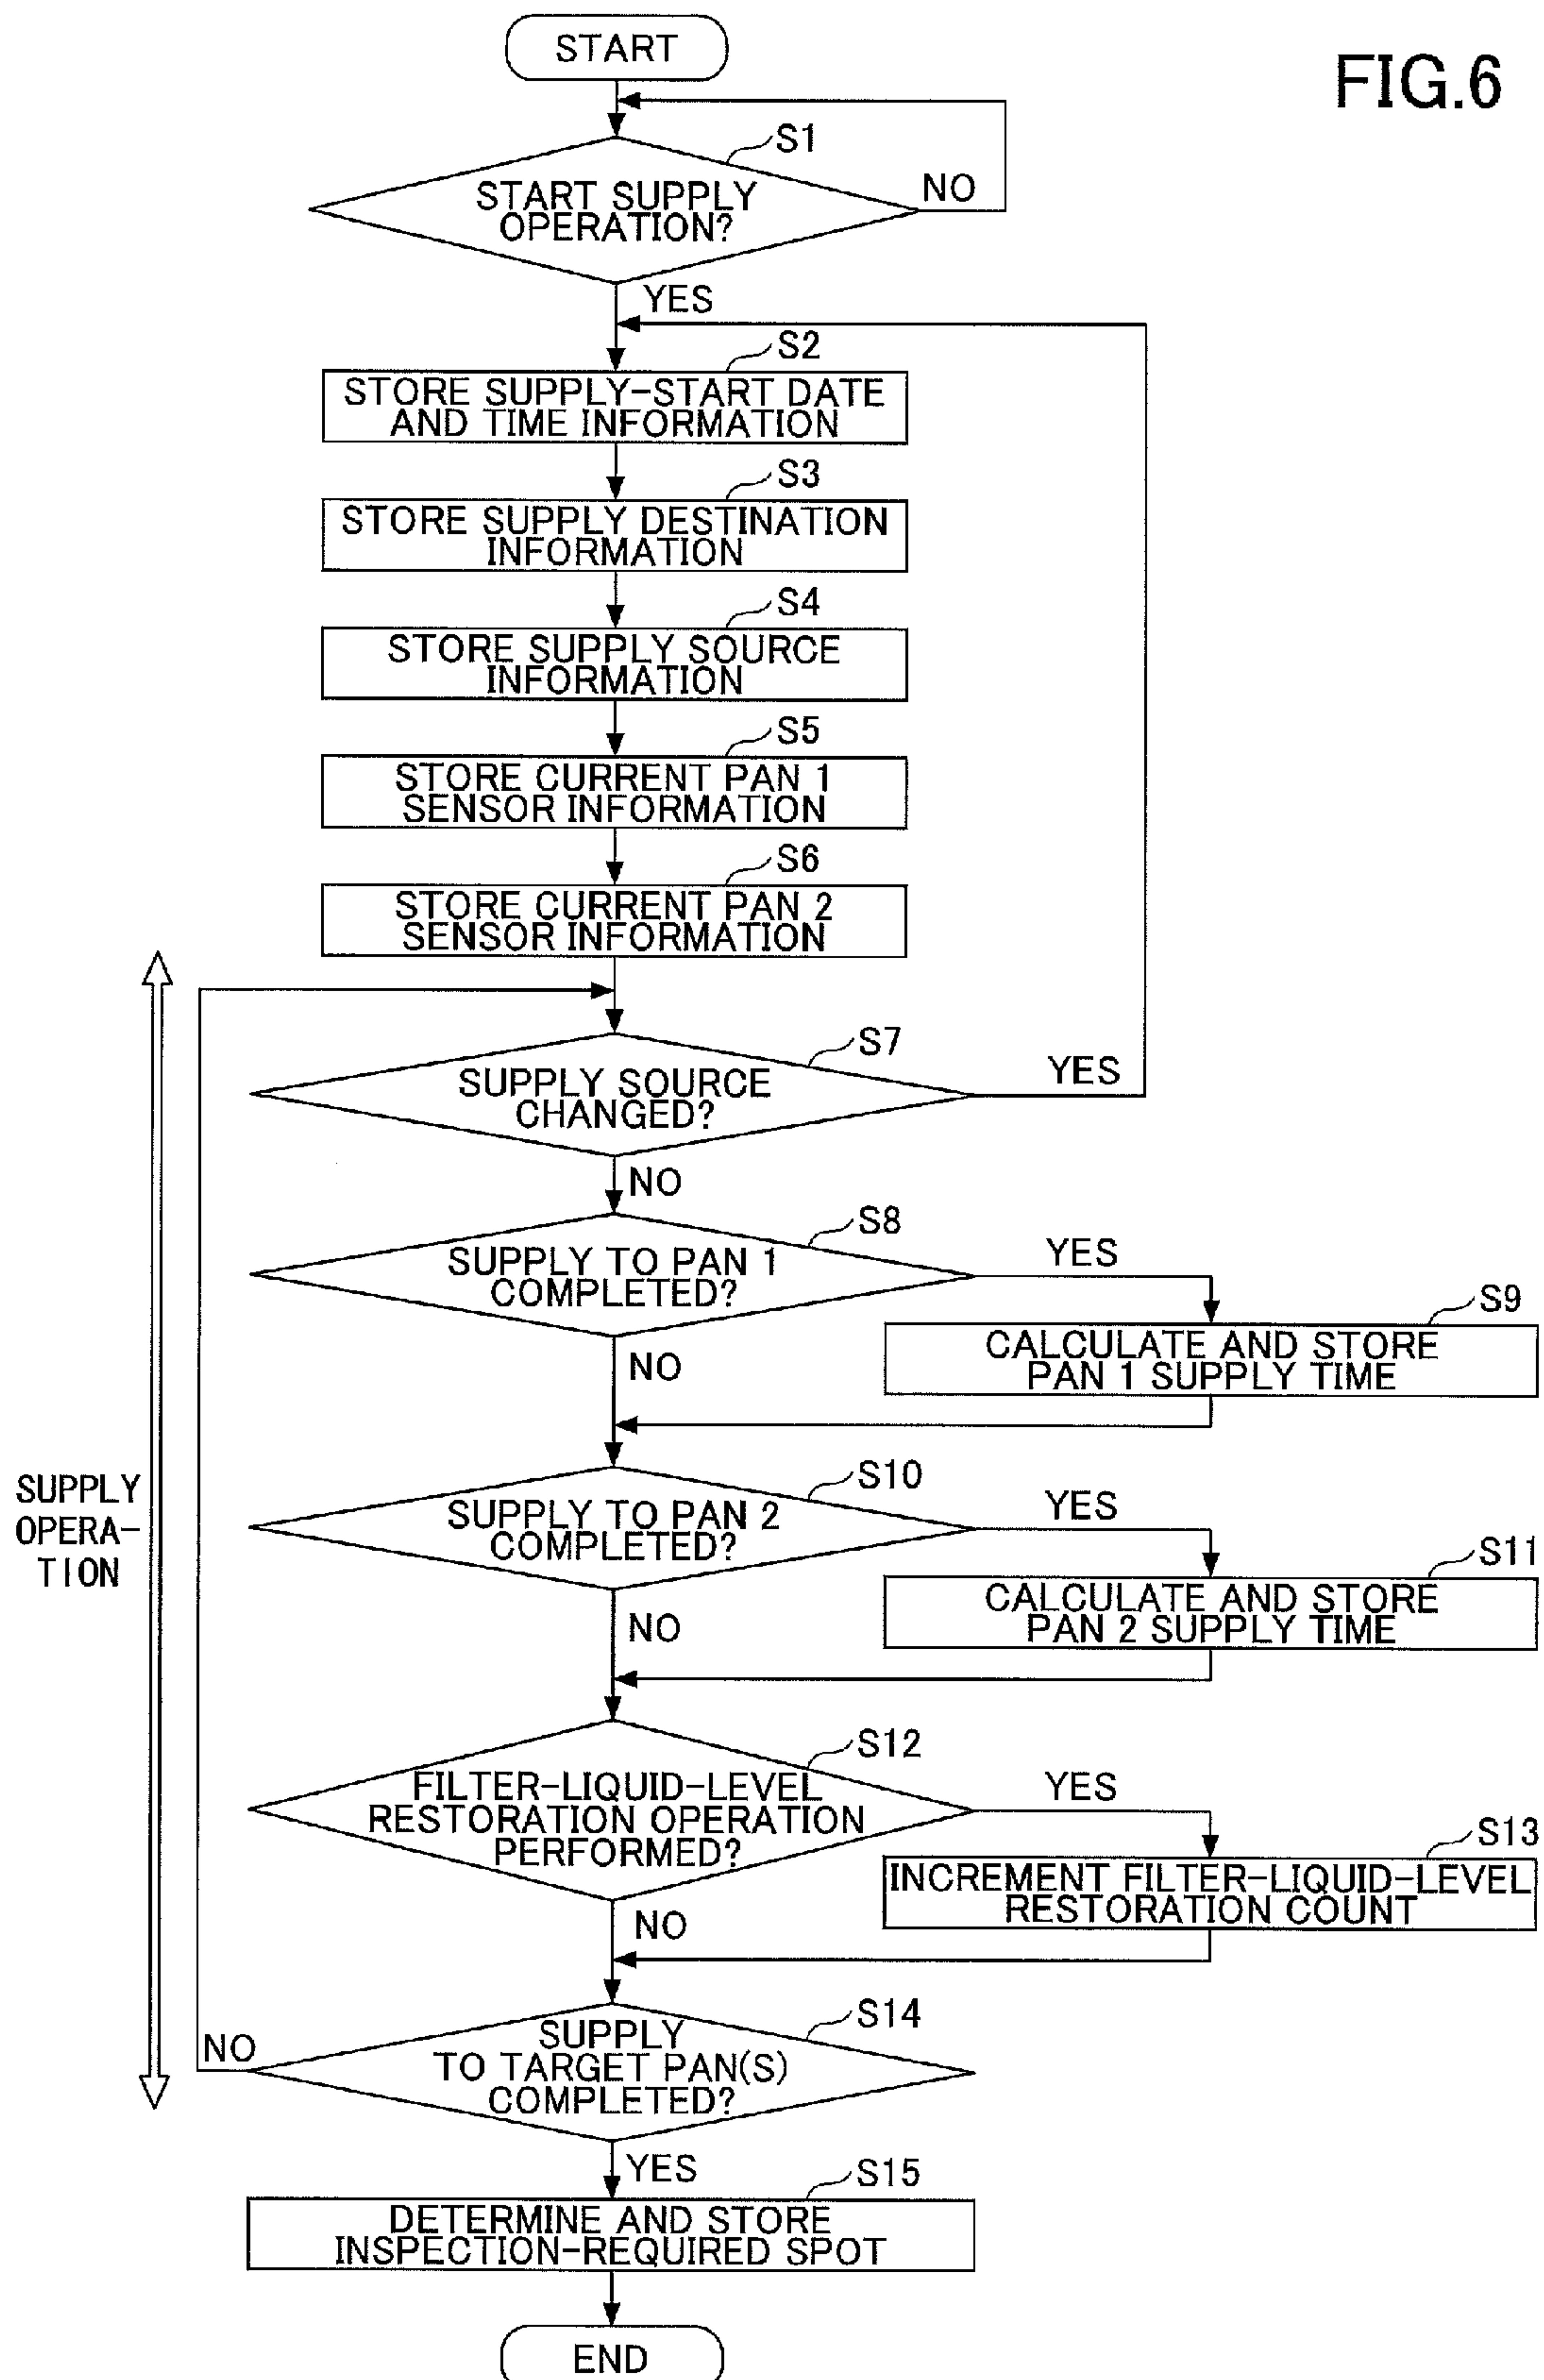 START
FIG.6
S1
START SUPPLY
OPERATION?
NO
YES
S2
STORE SUPPLY-START DATE
AND TIME INFORMATION
S3
STORE SUPPLY DESTINATION
INFORMATION
S4
STORE SUPPLY SOURCE
INFORMATION
S5
STORE CURRENT PAN 1
SENSOR INFORMATION
S6
STORE CURRENT PAN 2
SENSOR INFORMATION
S7
SUPPLY SOURCE
CHANGED?
YES
NO
S8
SUPPLY TO PAN 1
COMPLETED?
YES
NO
S9
CALCULATE AND STORE
PAN 1 SUPPLY TIME
SUPPLY
OPERA-
TION
S10
SUPPLY TO PAN 2
COMPLETED?
YES
NO
S11
CALCULATE AND STORE
PAN 2 SUPPLY TIME
S12
FILTER-LIQUID-LEVEL
RESTORATION OPERATION
PERFORMED?
YES
NO
S13
INCREMENT FILTER-LIQUID-LEVEL
RESTORATION COUNT
S14
SUPPLY
TO TARGET PAN(S)
COMPLETED?
NO
YES
S15
DETERMINE AND STORE
INSPECTION-REQUIRED SPOT
END